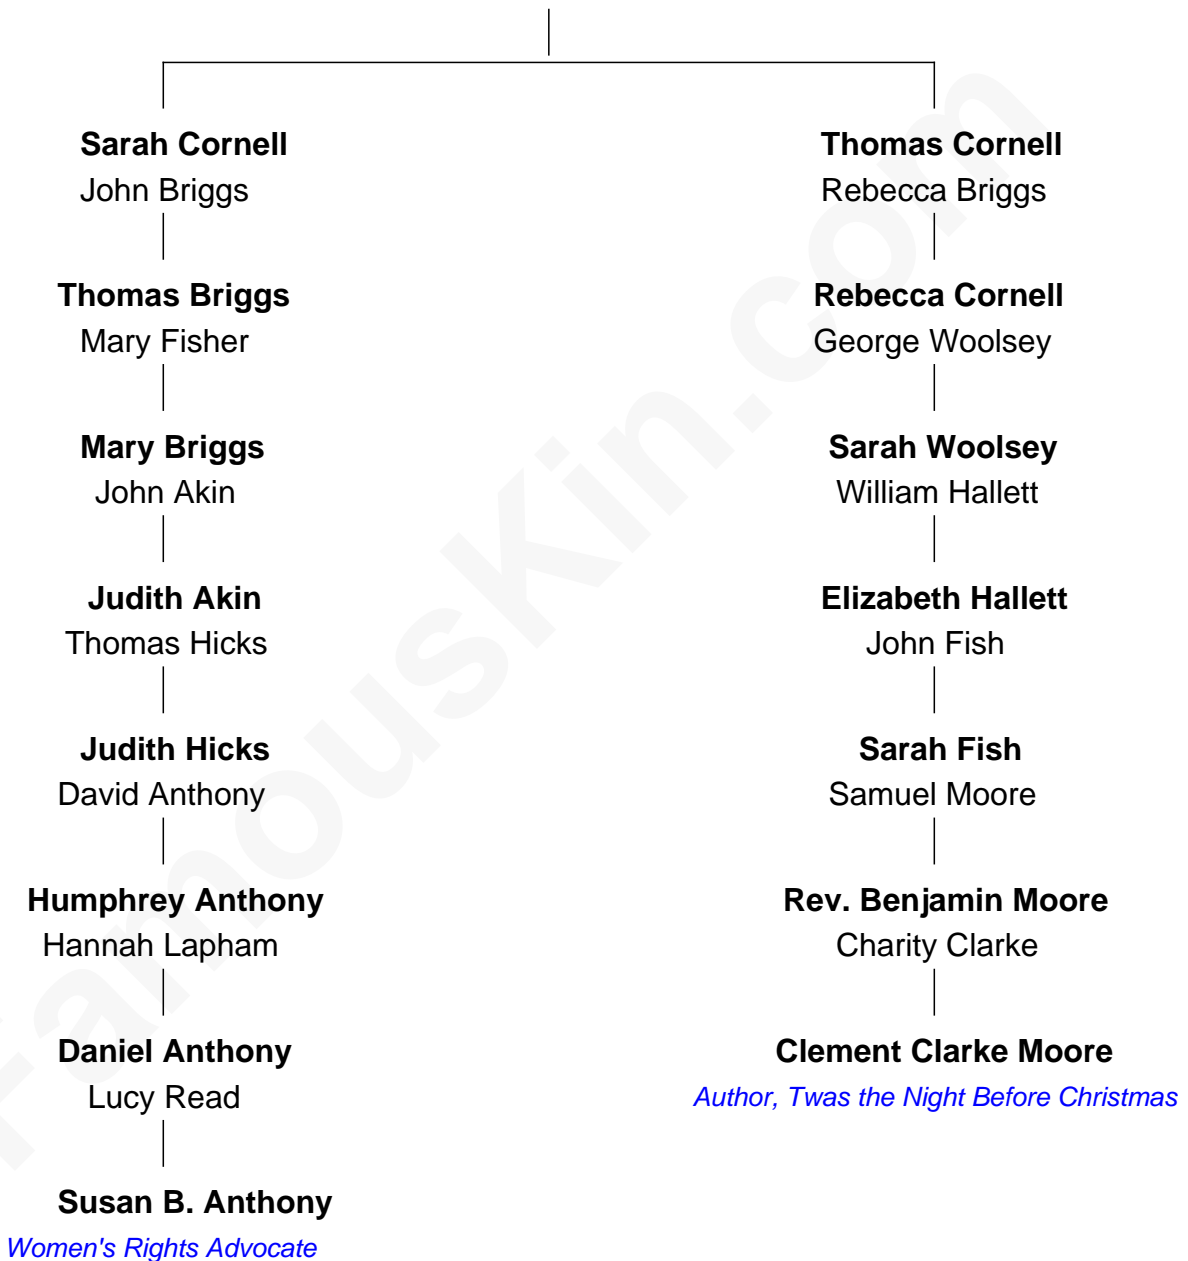 Sarah Cornell
John Briggs
Thomas Briggs
Mary Fisher
Mary Briggs
John Akin
Judith Akin
Thomas Hicks
Judith Hicks
David Anthony
Humphrey Anthony
Hannah Lapham
Daniel Anthony
Lucy Read
Susan B. Anthony
Women's Rights Advocate
Thomas Cornell
Rebecca Briggs
Rebecca Cornell
George Woolsey
Sarah Woolsey
William Hallett
Elizabeth Hallett
John Fish
Sarah Fish
Samuel Moore
Rev. Benjamin Moore
Charity Clarke
Clement Clarke Moore
Author, Twas the Night Before Christmas
FamousKin.com